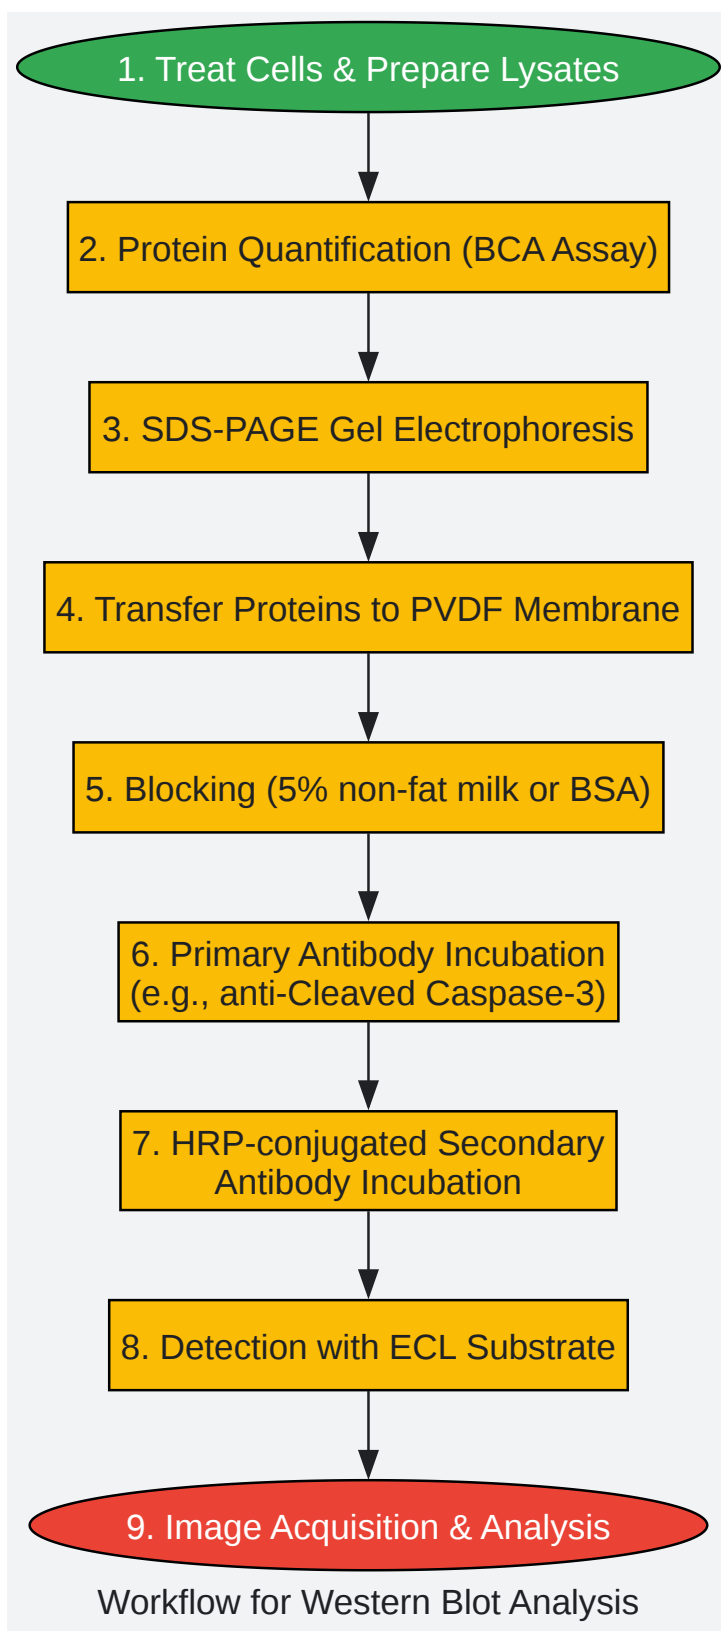 1. Treat Cells & Prepare Lysates
2. Protein Quantification (BCA Assay)
3. SDS-PAGE Gel Electrophoresis
4. Transfer Proteins to PVDF Membrane
5. Blocking (5% non-fat milk or BSA)
6. Primary Antibody Incubation
(e.g., anti-Cleaved Caspase-3)
7. HRP-conjugated Secondary
Antibody Incubation
8. Detection with ECL Substrate
9. Image Acquisition & Analysis
Workflow for Western Blot Analysis